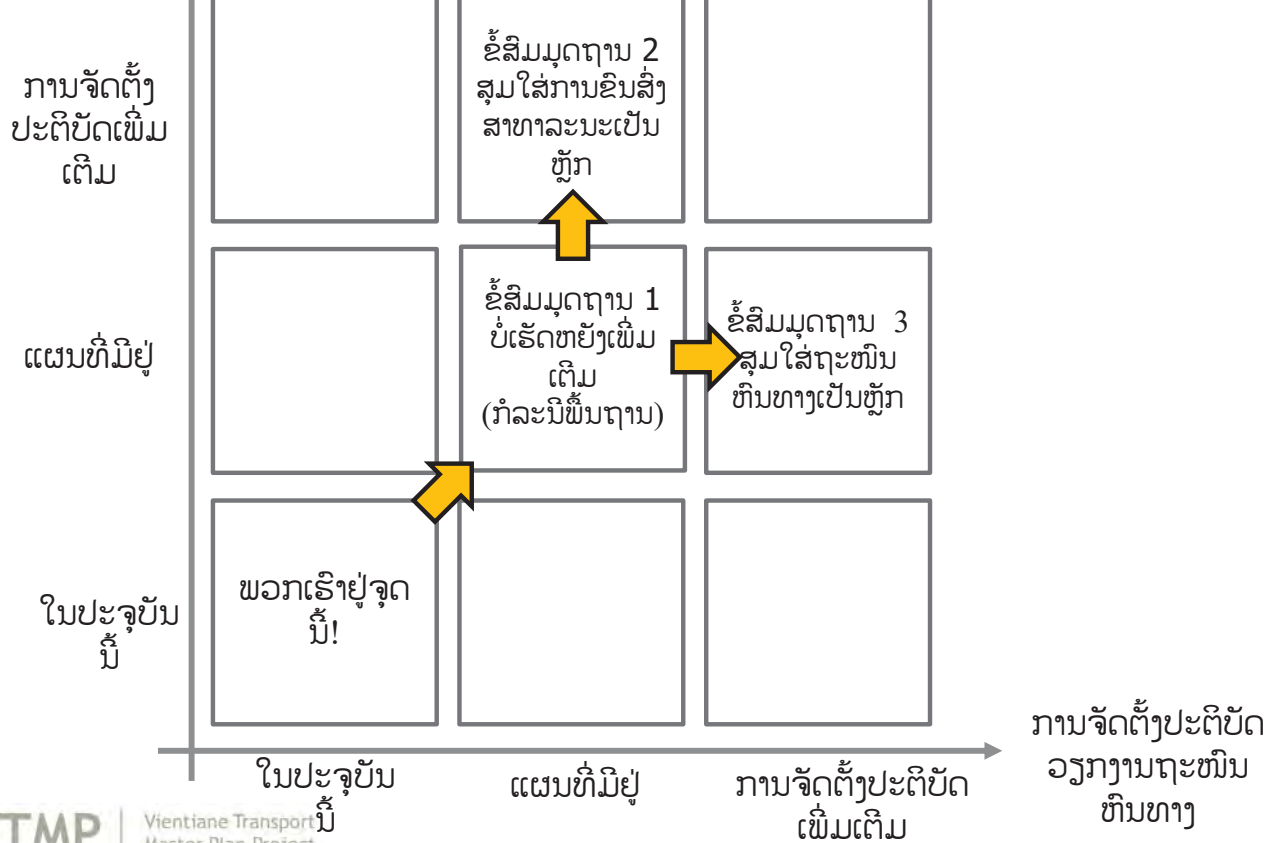 ຂໍ້ສົມມຸດຖານ 2
ສຸມໃສ່ການຂົນສົ່ງ
ສາທາລະນະເປັນ
ຫຼັກ
ການຈັດຕັ້ງ
ປະຕິບັດເພີ່ມ
ເຕີມ
ຂໍ້ສົມມຸດຖານ 1
ບໍ່ເຮັດຫຍັງເພີ່ມ
ເຕີມ
(ກໍລະນີພື້ນຖານ)
ຂໍ້ສົມມຸດຖານ 3
ສຸມໃສ່ຖະໜົນ
ຫົນທາງເປັນຫຼັກ
ແຜນທີ່ມີຢູ່
ພວກເຮົາຢູ່ຈຸດ
ນີ້!
ໃນປະຈຸບັນ
ນີ້
ການຈັດຕັ້ງປະຕິບັດ
ວຽກງານຖະໜົນ
ຫົນທາງ
ໃນປະຈຸບັນ
ນີ້
ແຜນທີ່ມີຢູ່
ການຈັດຕັ້ງປະຕິບັດ
ເພີ່ມເຕີມ
TMP
Vientiane Transport
Master Plan Project